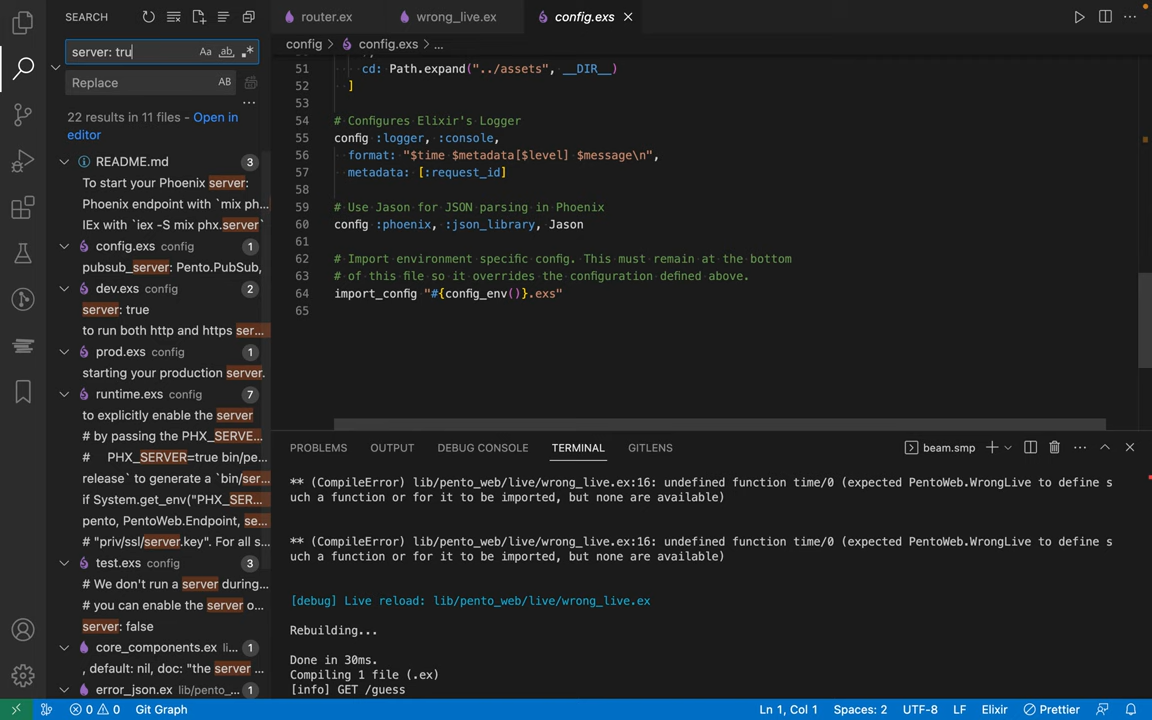 SEARCH
router.ex
wrong_live.ex
config.exs
server: tru
Aa
ab
Replace
AB
22 results in 11 files - Open in
editor
README.md 3
To start your Phoenix server:
Phoenix endpoint with `mix ph...
IEx with `iex -S mix phx.server`
config.exs config 1
pubsub_server: Pento.PubSub,
dev.exs config 2
server: true
to run both http and https ser...
prod.exs config 1
starting your production server.
runtime.exs config 7
to explicitly enable the server
# by passing the PHX_SERVE...
# PHX_SERVER=true bin/pe...
release` to generate a `bin/ser...
if System.get_env("PHX_SER...
pento, PentoWeb.Endpoint, se...
# "priv/ssl/server.key". For all s...
test.exs config 3
# We don't run a server during...
# you can enable the server o...
server: false
core_components.ex li... 1
, default: nil, doc: "the server ...
error_json.ex lib/pento_... 1
config > config.exs > ...
51 cd: Path.expand("../assets", __DIR__)
52 ]
53
54 # Configures Elixir's Logger
55 config :logger, :console,
56 format: "$time $metadata[$level] $message\n",
57 metadata: [:request_id]
58
59 # Use Jason for JSON parsing in Phoenix
60 config :phoenix, :json_library, Jason
61
62 # Import environment specific config. This must remain at the bottom
63 # of this file so it overrides the configuration defined above.
64 import_config "#{config_env()}.exs"
65
PROBLEMS OUTPUT DEBUG CONSOLE TERMINAL GITLENS
beam.smp
** (CompileError) lib/pento_web/live/wrong_live.ex:16: undefined function time/0 (expected PentoWeb.WrongLive to define s
uch a function or for it to be imported, but none are available)
** (CompileError) lib/pento_web/live/wrong_live.ex:16: undefined function time/0 (expected PentoWeb.WrongLive to define s
uch a function or for it to be imported, but none are available)
[debug] Live reload: lib/pento_web/live/wrong_live.ex
Rebuilding...
Done in 30ms.
Compiling 1 file (.ex)
[info] GET /guess
0 0 Git Graph Ln 1, Col 1 Spaces: 2 UTF-8 LF Elixir Prettier